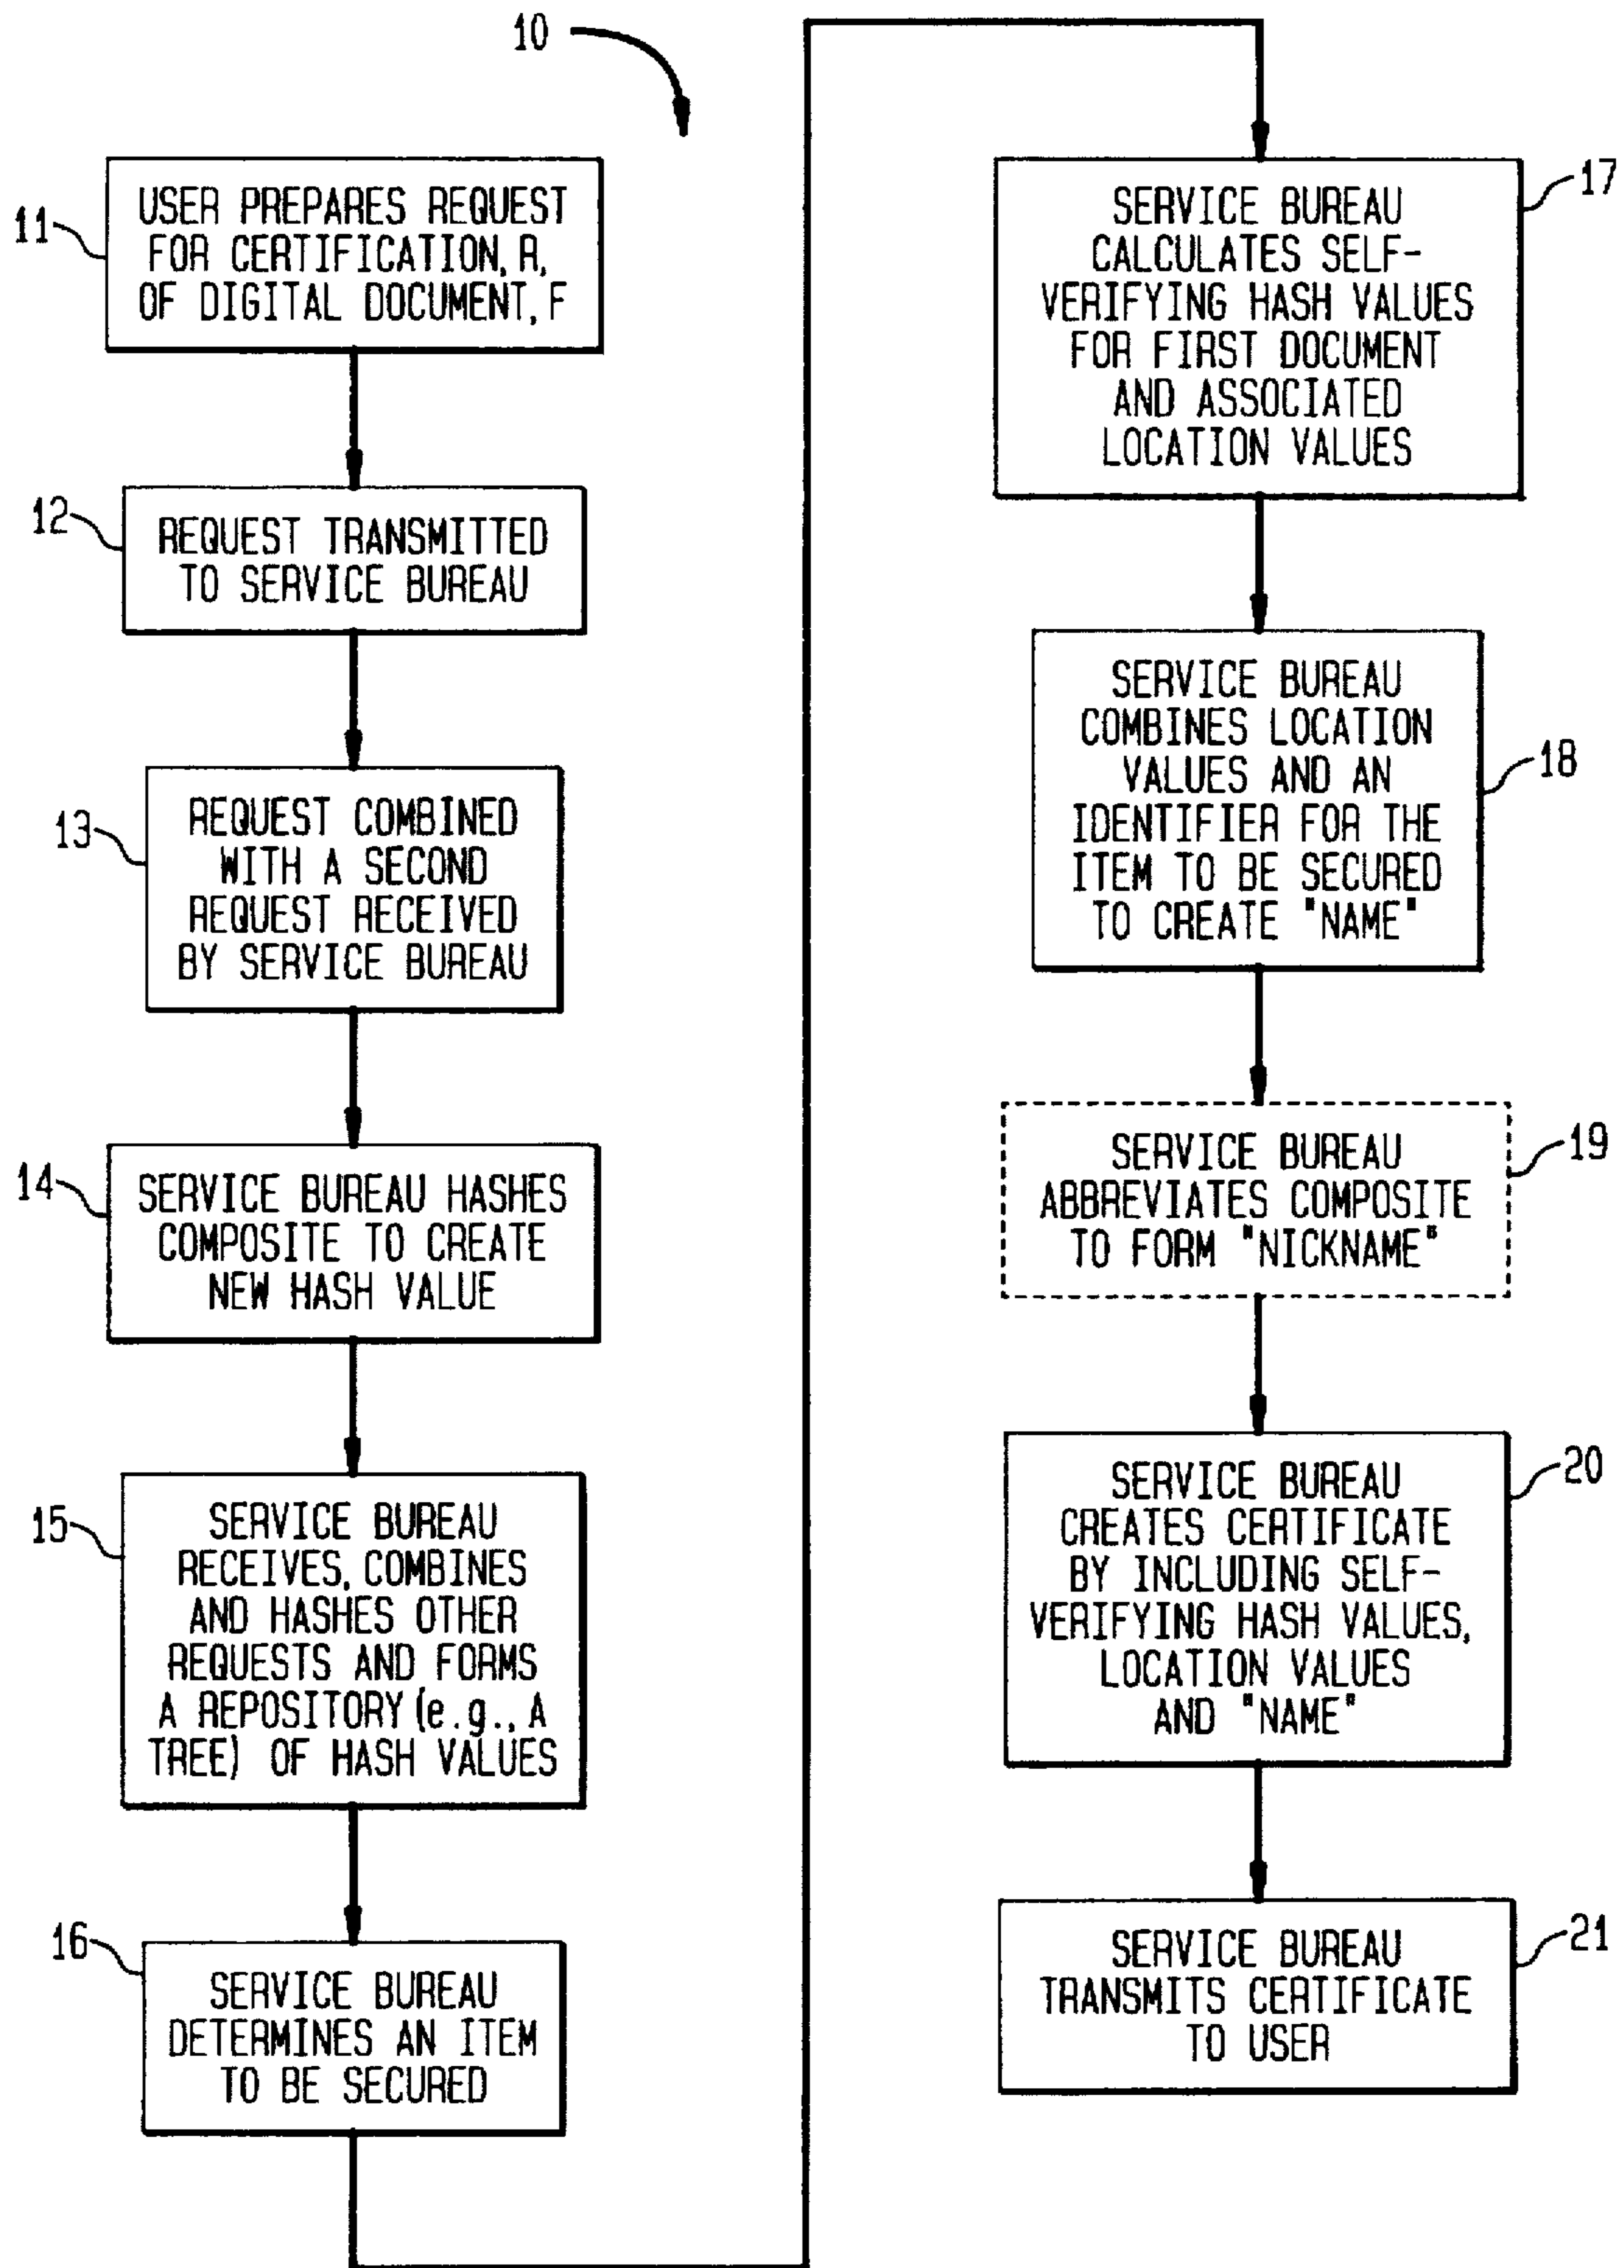 10
11
USER PREPARES REQUEST
FOR CERTIFICATION, R,
OF DIGITAL DOCUMENT, F
12
REQUEST TRANSMITTED
TO SERVICE BUREAU
13
REQUEST COMBINED
WITH A SECOND
REQUEST RECEIVED
BY SERVICE BUREAU
14
SERVICE BUREAU HASHES
COMPOSITE TO CREATE
NEW HASH VALUE
15
SERVICE BUREAU
RECEIVES, COMBINES
AND HASHES OTHER
REQUESTS AND FORMS
A REPOSITORY (e.g., A
TREE) OF HASH VALUES
16
SERVICE BUREAU
DETERMINES AN ITEM
TO BE SECURED
17
SERVICE BUREAU
CALCULATES SELF-
VERIFYING HASH VALUES
FOR FIRST DOCUMENT
AND ASSOCIATED
LOCATION VALUES
18
SERVICE BUREAU
COMBINES LOCATION
VALUES AND AN
IDENTIFIER FOR THE
ITEM TO BE SECURED
TO CREATE "NAME"
19
SERVICE BUREAU
ABBREVIATES COMPOSITE
TO FORM "NICKNAME"
20
SERVICE BUREAU
CREATES CERTIFICATE
BY INCLUDING SELF-
VERIFYING HASH VALUES,
LOCATION VALUES
AND "NAME"
21
SERVICE BUREAU
TRANSMITS CERTIFICATE
TO USER